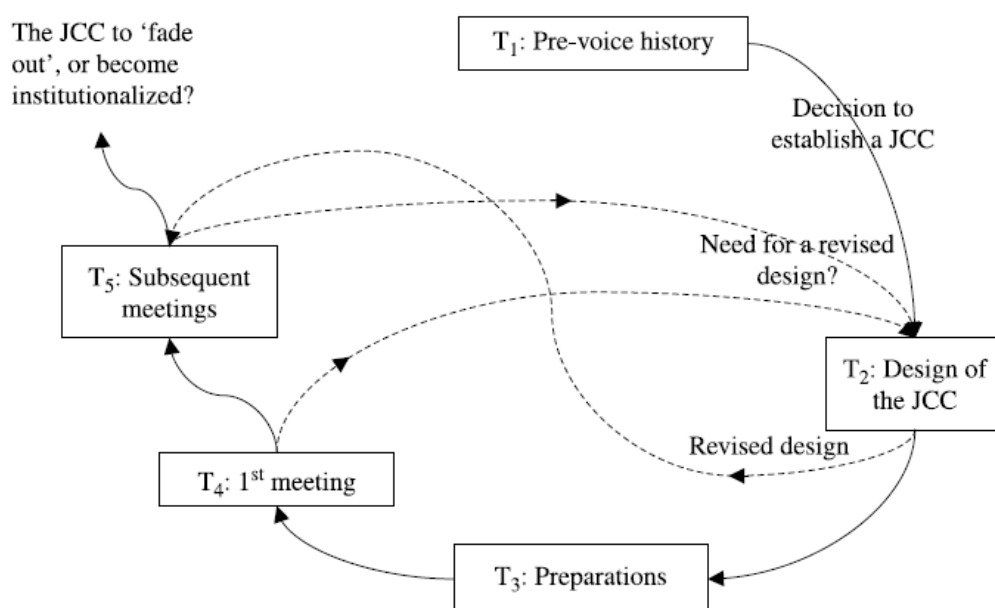 The JCC to ‘fade
out’, or become
institutionalized?
T₁: Pre-voice history
Decision to
establish a JCC
Need for a revised
design?
T₅: Subsequent
meetings
T₂: Design of
the JCC
Revised design
T₄: 1ˢᵗ meeting
T₃: Preparations